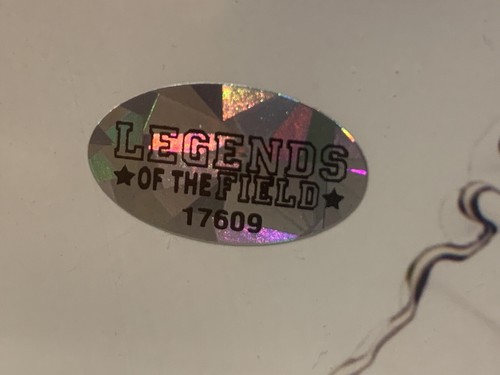 LEGENDS
★OF THE FIELD★
17609